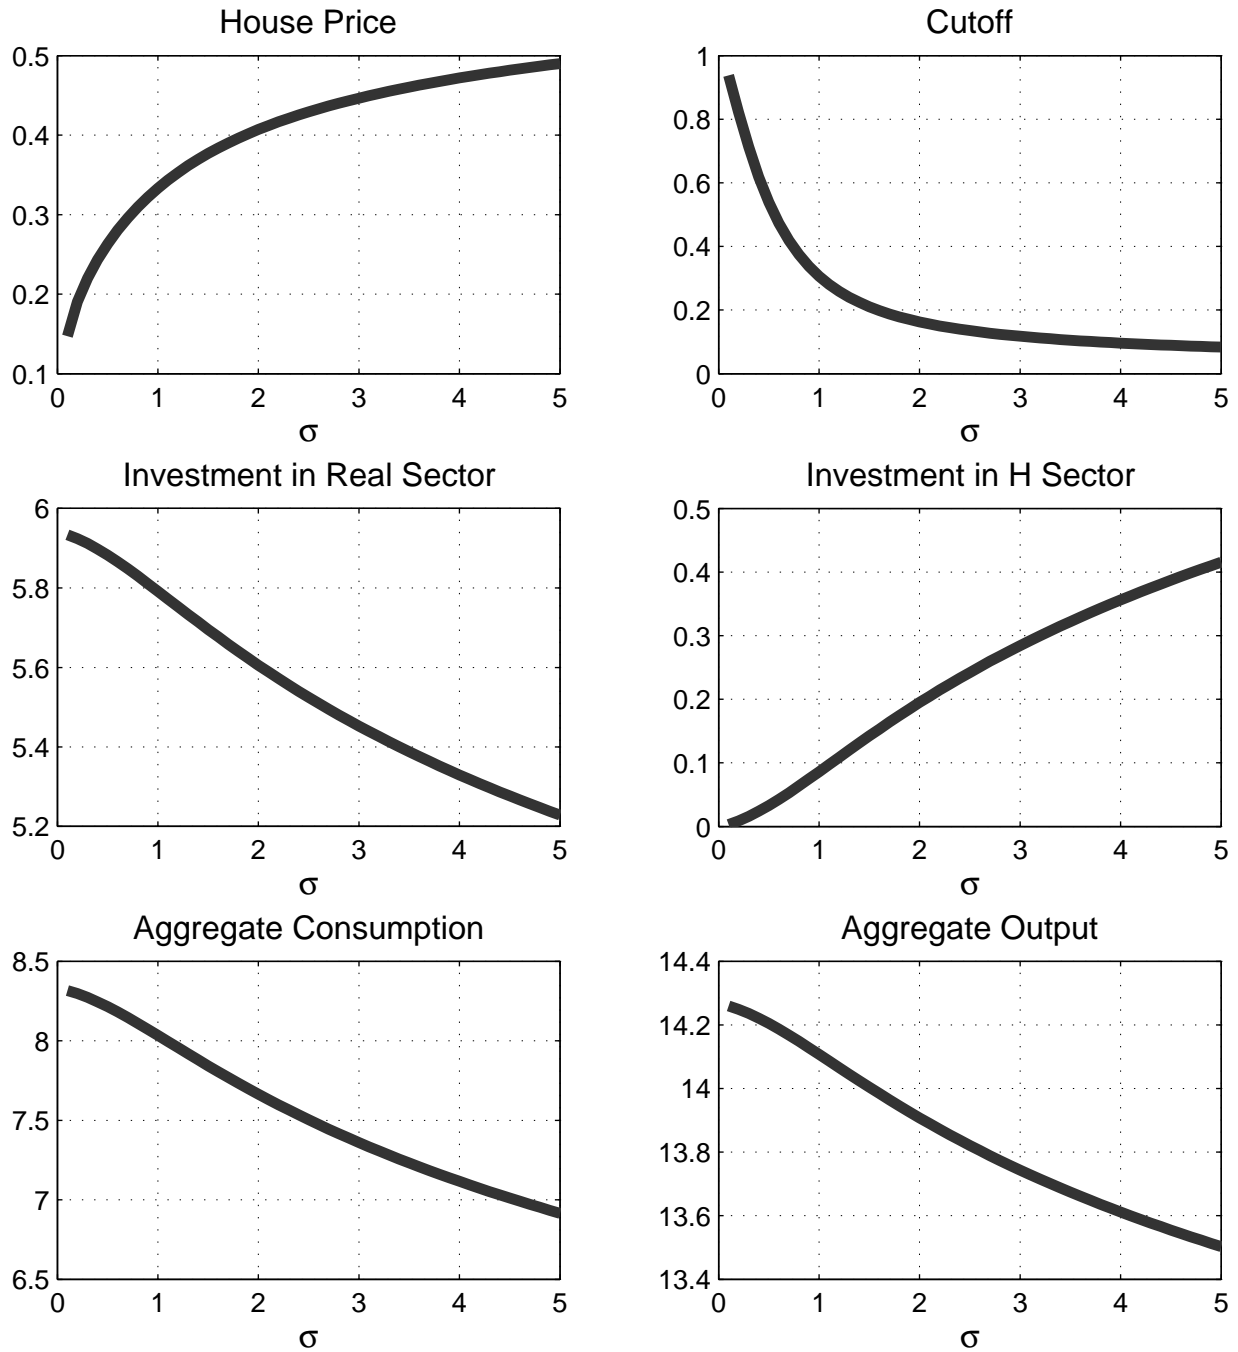 House Price
0.5
0.4
0.3
0.2
0.1
0 1 2 3 4 5
σ
Cutoff
1
0.8
0.6
0.4
0.2
0
0 1 2 3 4 5
σ
Investment in Real Sector
6
5.8
5.6
5.4
5.2
0 1 2 3 4 5
σ
Investment in H Sector
0.5
0.4
0.3
0.2
0.1
0
0 1 2 3 4 5
σ
Aggregate Consumption
8.5
8
7.5
7
6.5
0 1 2 3 4 5
σ
Aggregate Output
14.4
14.2
14
13.8
13.6
13.4
0 1 2 3 4 5
σ